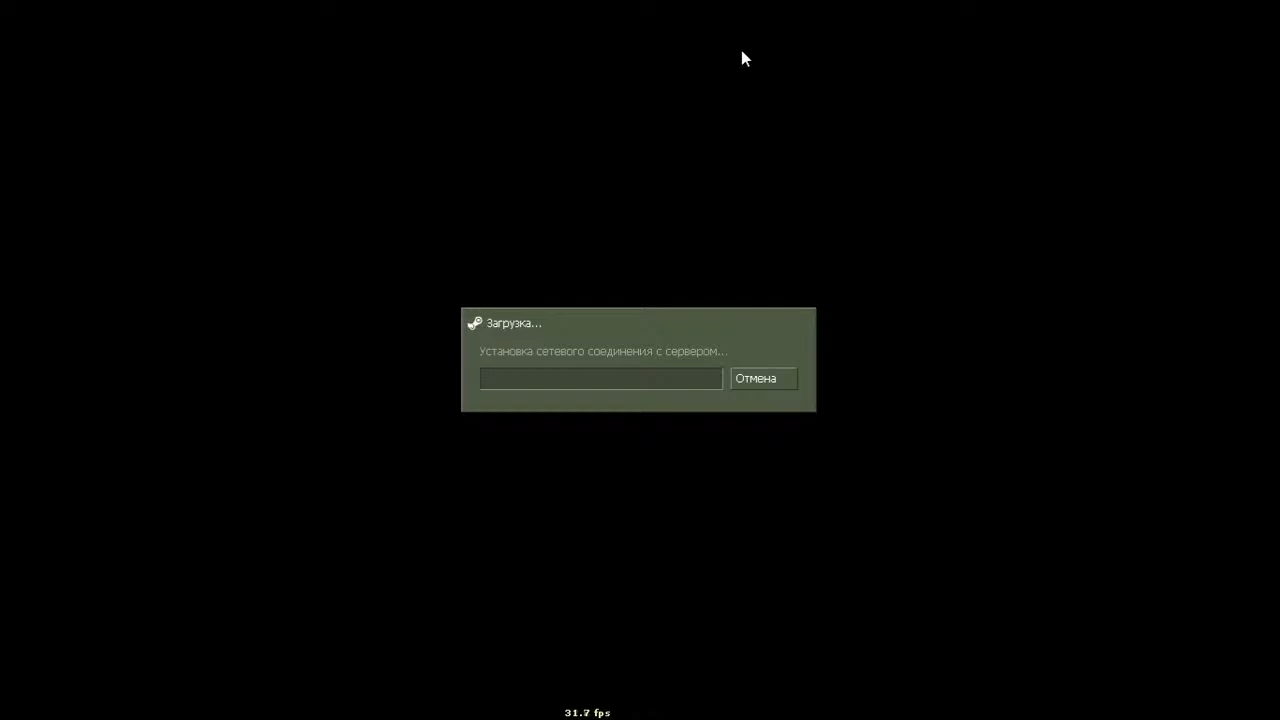 Загрузка...
Установка сетевого соединения с сервером...
Отмена
31.7 fps